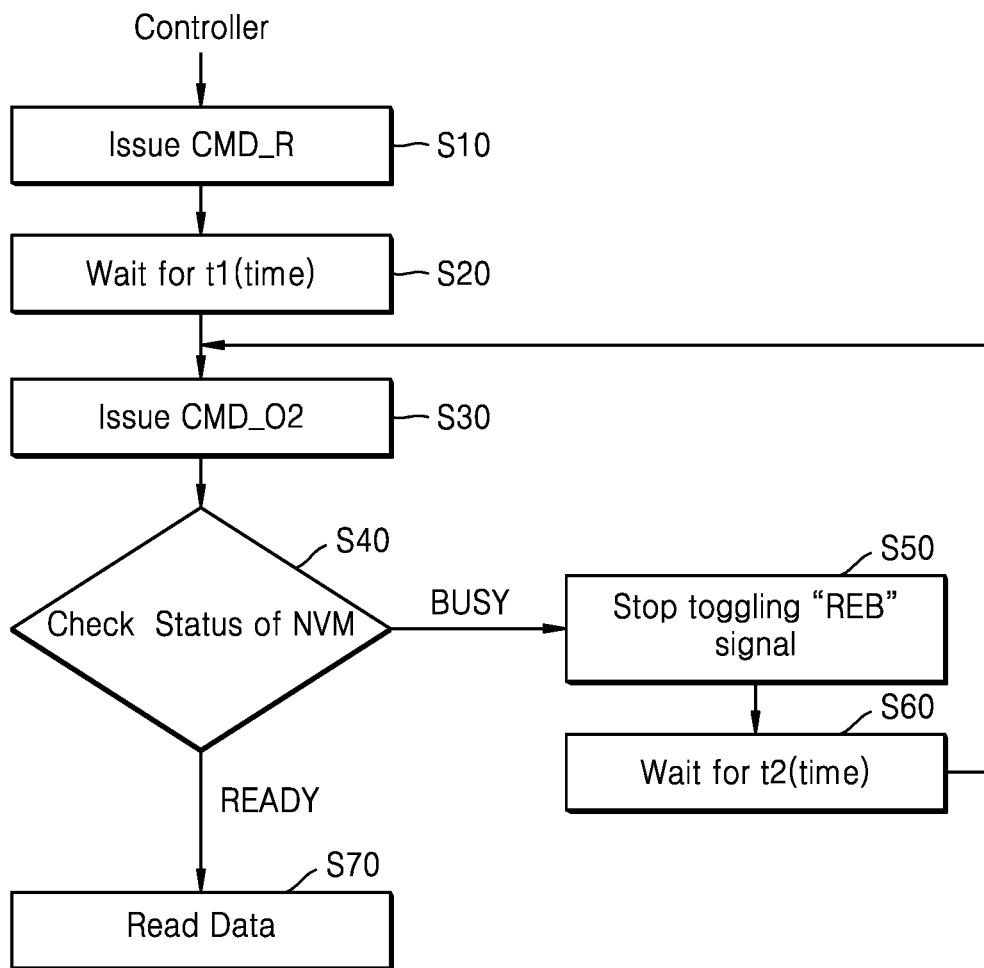 Controller
Issue CMD_R
S10
Wait for t1(time)
S20
Issue CMD_O2
S30
S40
Check Status of NVM
BUSY
S50
Stop toggling “REB”
signal
S60
Wait for t2(time)
READY
S70
Read Data